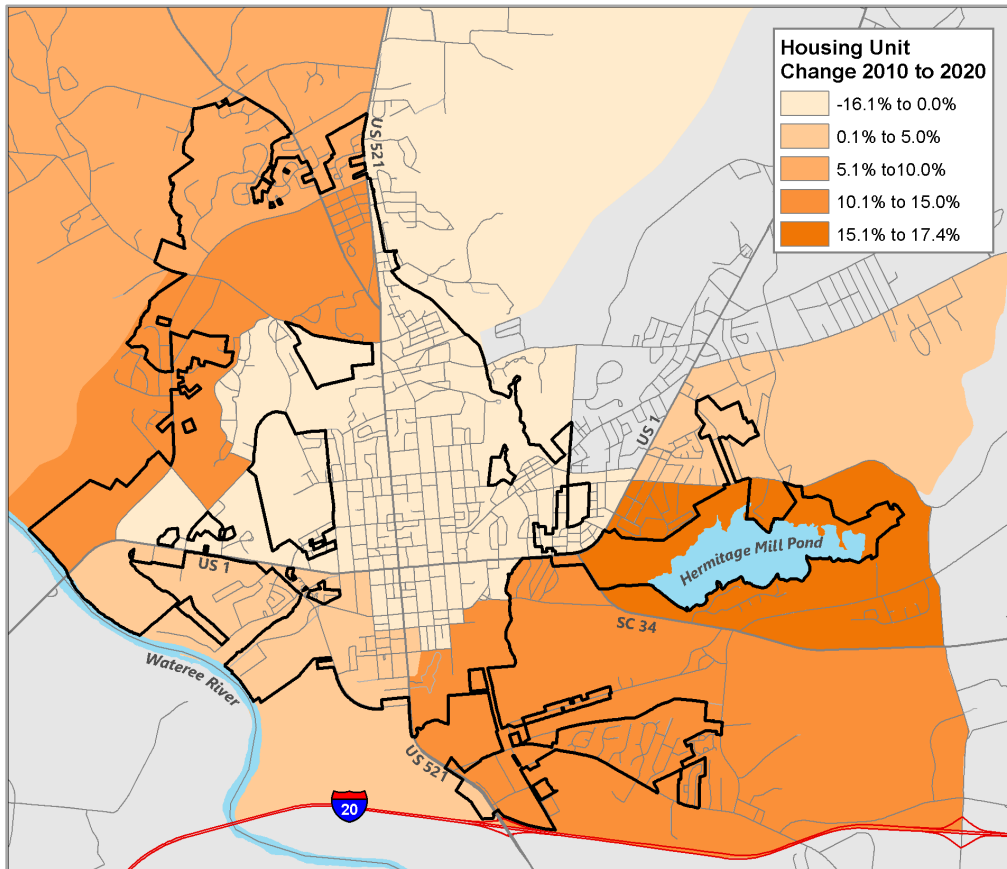 Housing Unit
Change 2010 to 2020
-16.1% to 0.0%
0.1% to 5.0%
5.1% to10.0%
10.1% to 15.0%
15.1% to 17.4%
US 521
US 1
Hermitage Mill Pond
US 1
SC 34
Wateree River
US 521
20